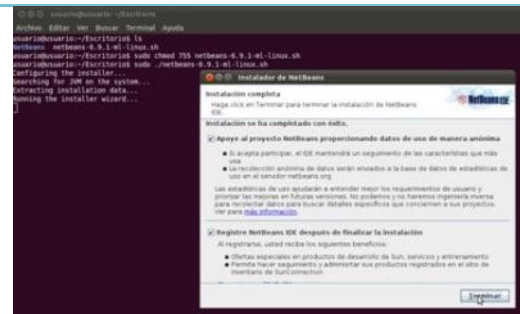 usuario@usuario: ~/Escritorio
Archivo Editar Ver Buscar Terminal Ayuda
usuario@usuario:~/Escritorio$ ls
NetBeans netbeans-6.9.1-ml-linux.sh
usuario@usuario:~/Escritorio$ sudo chmod 755 netbeans-6.9.1-ml-linux.sh
usuario@usuario:~/Escritorio$ sudo ./netbeans-6.9.1-ml-linux.sh
Configuring the installer...
Searching for JVM on the system...
Extracting installation data...
Running the installer wizard...
Instalador de NetBeans
Instalación completa
Haga click en Terminar para terminar la instalación de NetBeans
IDE.
NetBeans IDE
Instalación se ha completado con éxito.
Apoye al proyecto NetBeans proporcionando datos de uso de manera anónima
Si acepta participar, el IDE mantendrá un seguimiento de las características que más
usa.
La recolección anónima de datos serán enviados a la base de datos de estadísticas de
uso en el servidor netbeans.org
Las estadísticas de uso ayudarán a entender mejor los requerimientos de usuario y
priorizar las mejoras en futuras versiones. No podemos y no haremos ingeniería inversa
para recolectar datos para buscar detalles específicos que conciernen a sus proyectos.
Ver para más información.
Registre NetBeans IDE después de finalizar la instalación
Al registrarse, usted recibe los siguientes beneficios:
Ofertas especiales en productos de desarrollo de Sun, servicios y entrenamiento
Permite hacer seguimiento y administrar sus productos registrados en el sitio de
inventario de SunConnection
Terminar